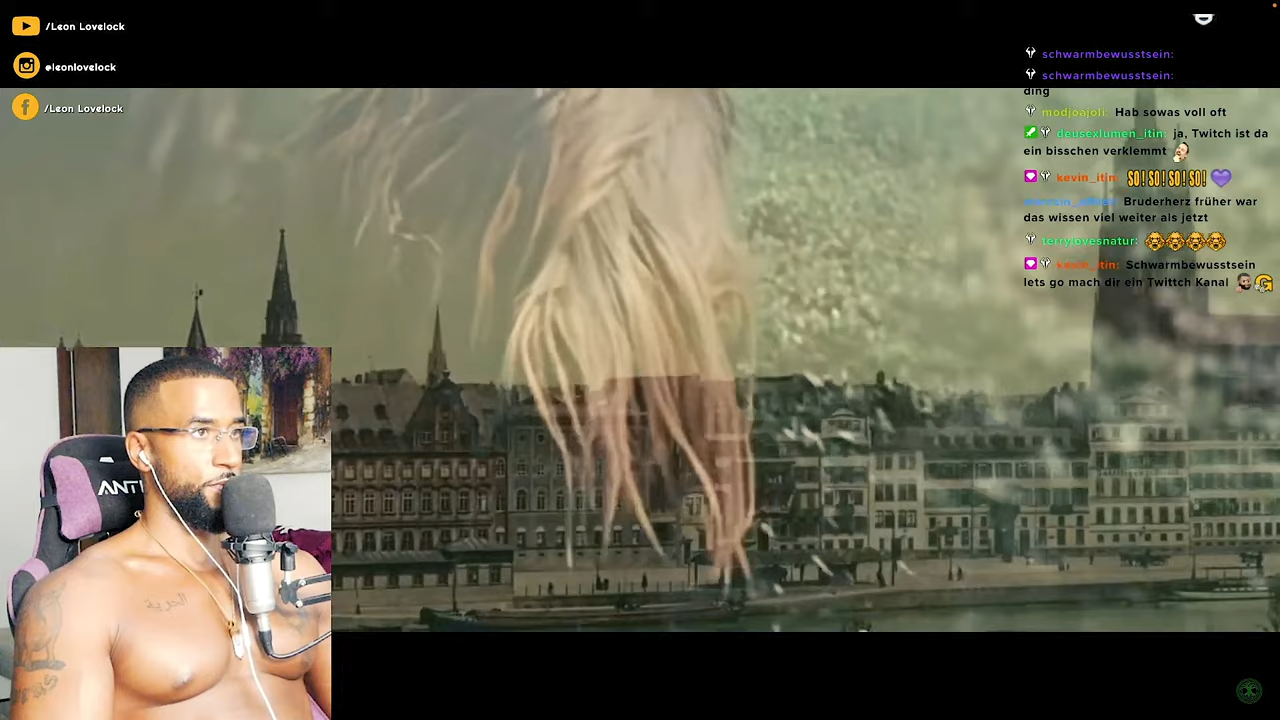 /Leon Lovelock
@leonlovelock
/Leon Lovelock
schwarmbewusstsein:
schwarmbewusstsein:
ding
modjoajoli: Hab sowas voll oft
deusexlumen_itin: ja, Twitch ist da
ein bisschen verklemmt
kevin_itin: SO! SO! SO! SO!
Bruderherz früher war
das wissen viel weiter als jetzt
terrylovesnatur:
kevin_itin: Schwarmbewusstsein
lets go mach dir ein Twittch Kanal
ANT
الحرية